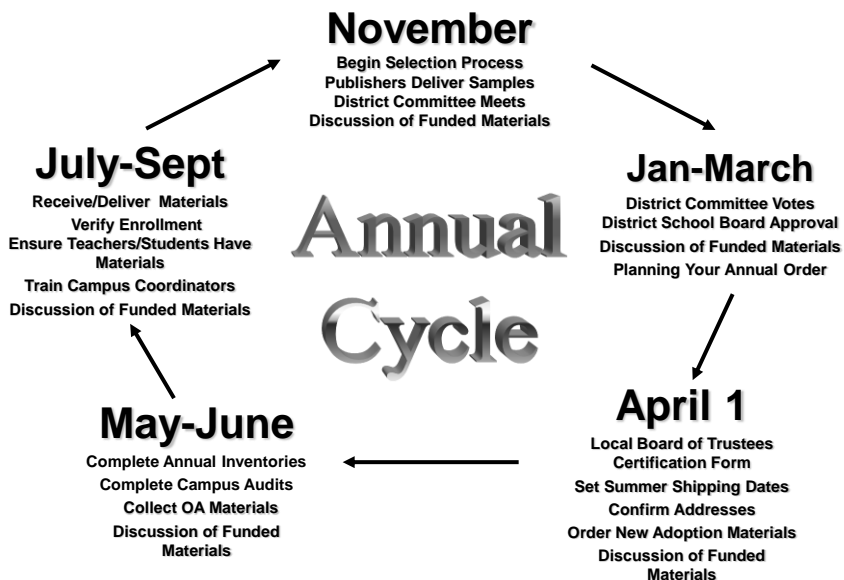 November
Begin Selection Process
Publishers Deliver Samples
District Committee Meets
Discussion of Funded Materials
Jan-March
District Committee Votes
District School Board Approval
Discussion of Funded Materials
Planning Your Annual Order
April 1
Local Board of Trustees
Certification Form
Set Summer Shipping Dates
Confirm Addresses
Order New Adoption Materials
Discussion of Funded
Materials
May-June
Complete Annual Inventories
Complete Campus Audits
Collect OA Materials
Discussion of Funded
Materials
July-Sept
Receive/Deliver Materials
Verify Enrollment
Ensure Teachers/Students Have
Materials
Train Campus Coordinators
Discussion of Funded Materials
Annual
Cycle